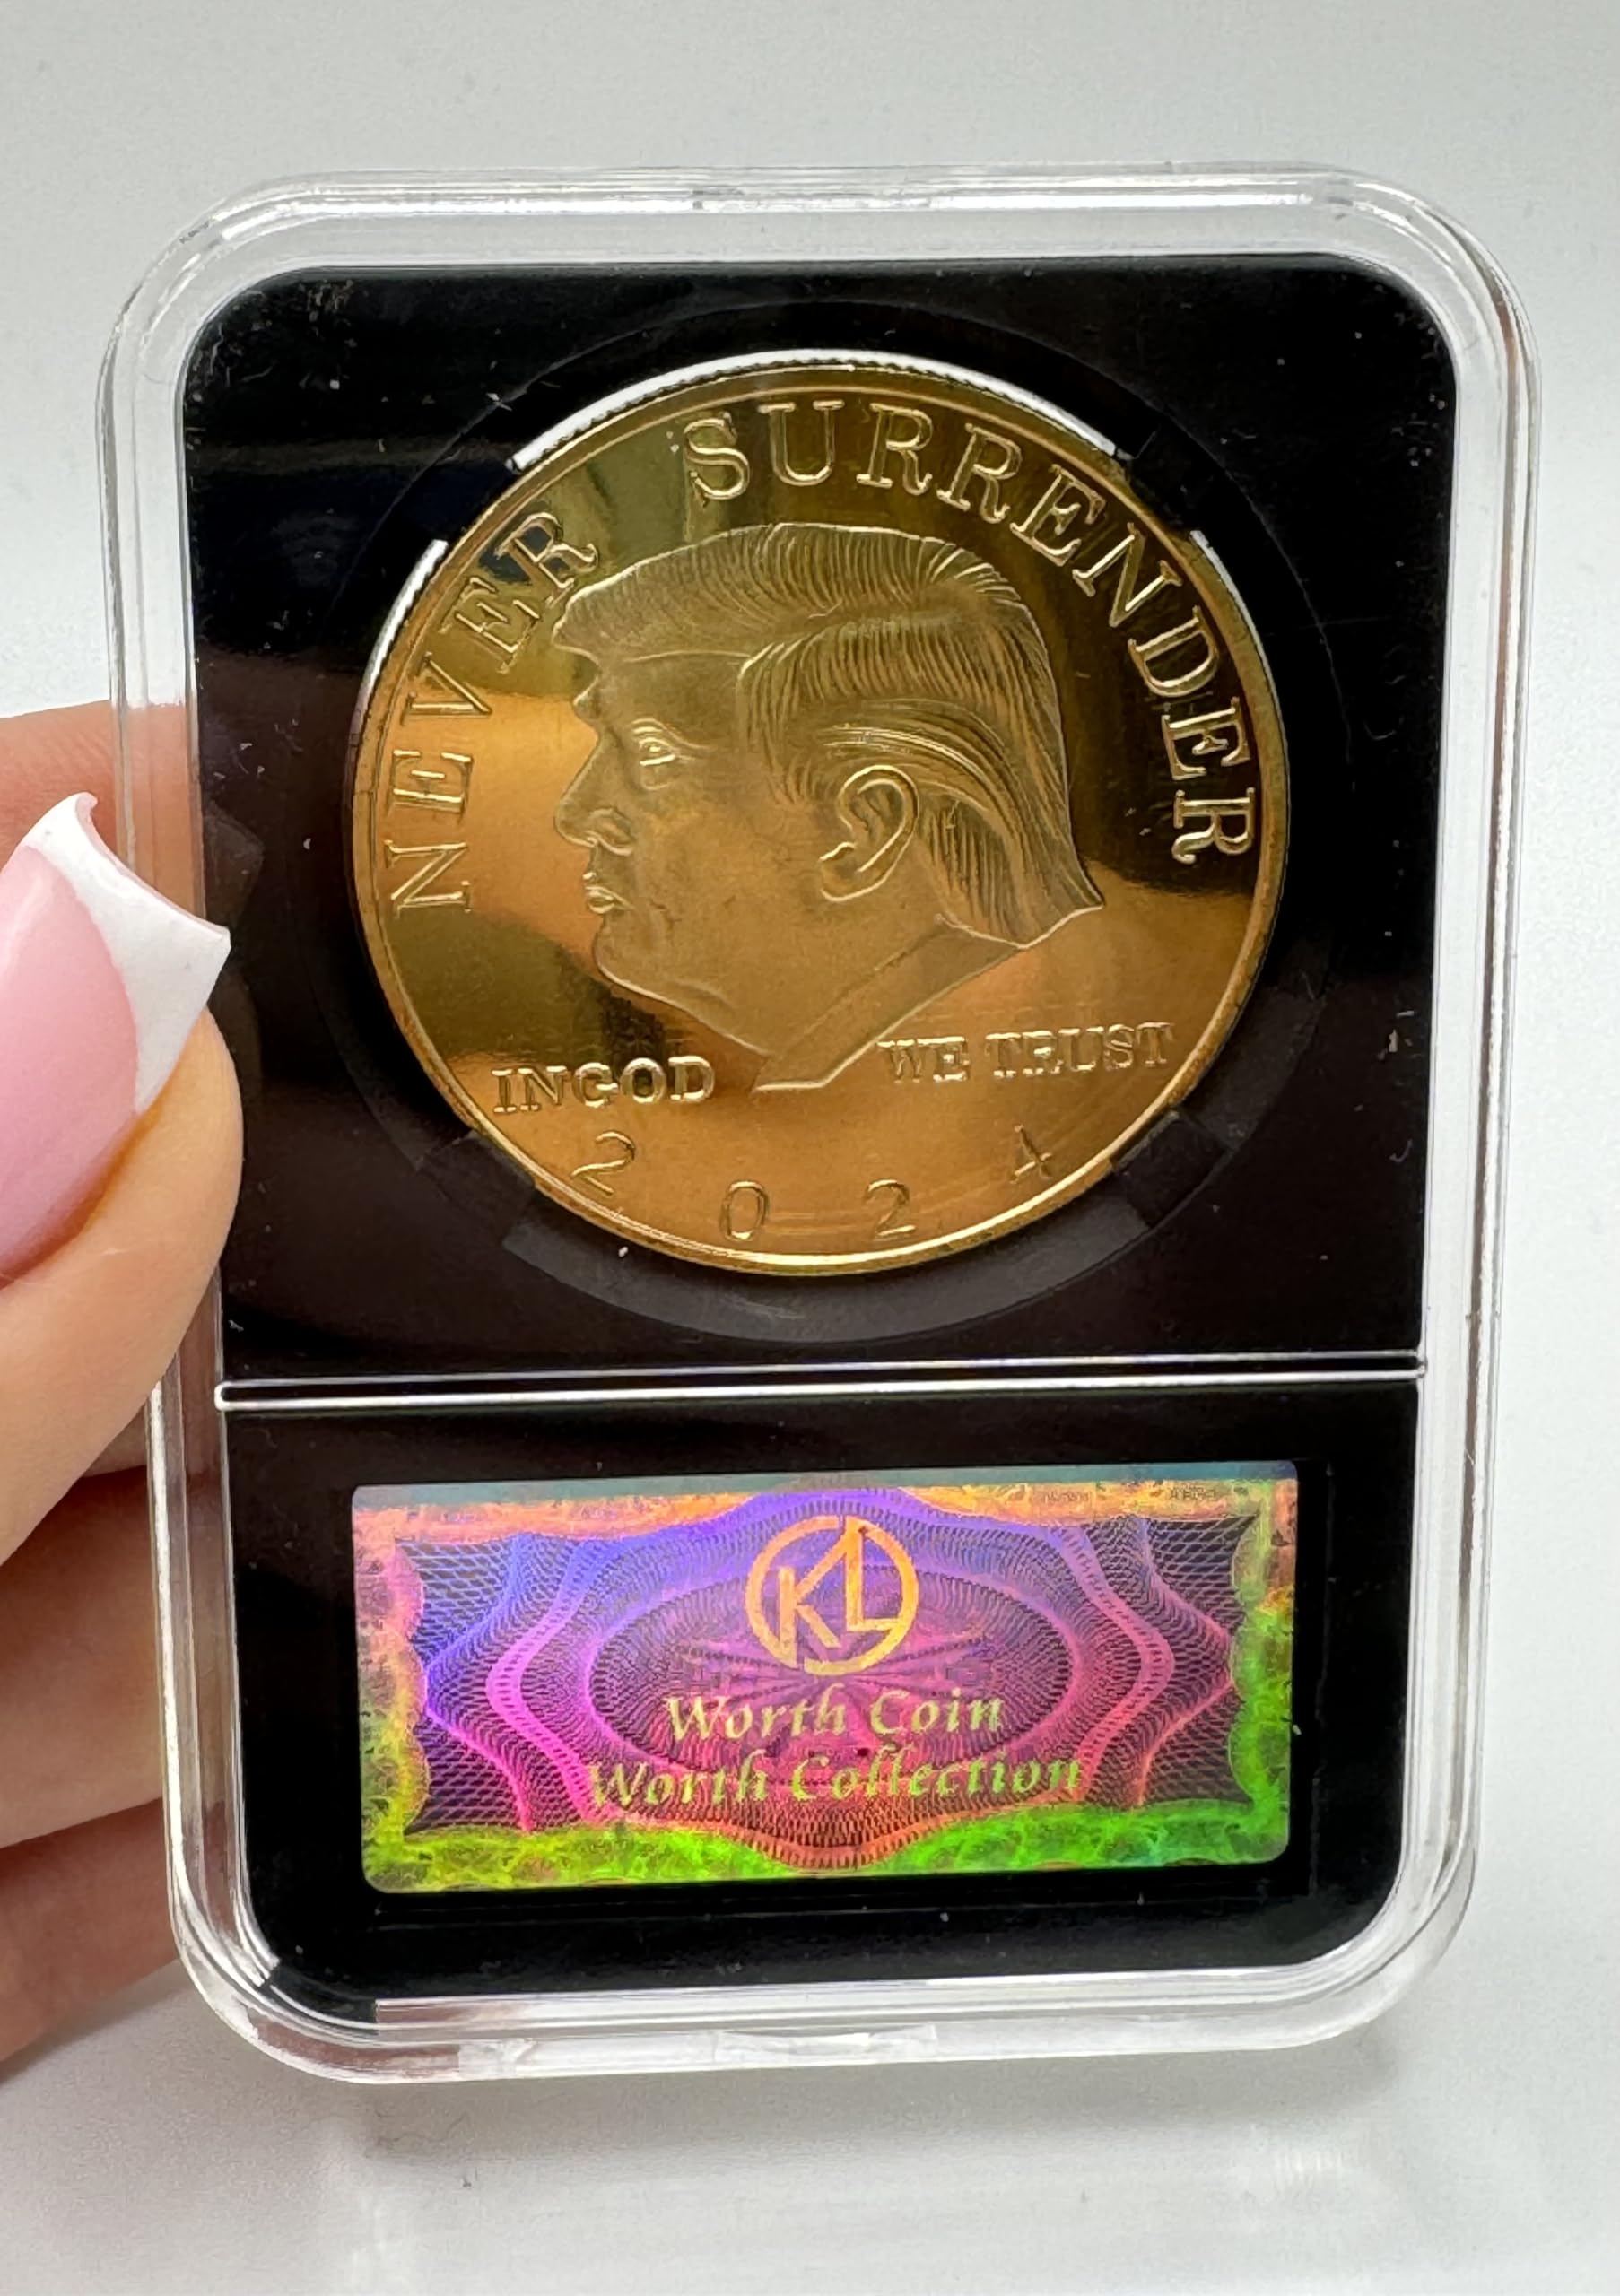 NEVER SURRENDER
INGOD WE TRUST
2024
KL
Worth Coin
Worth Collection